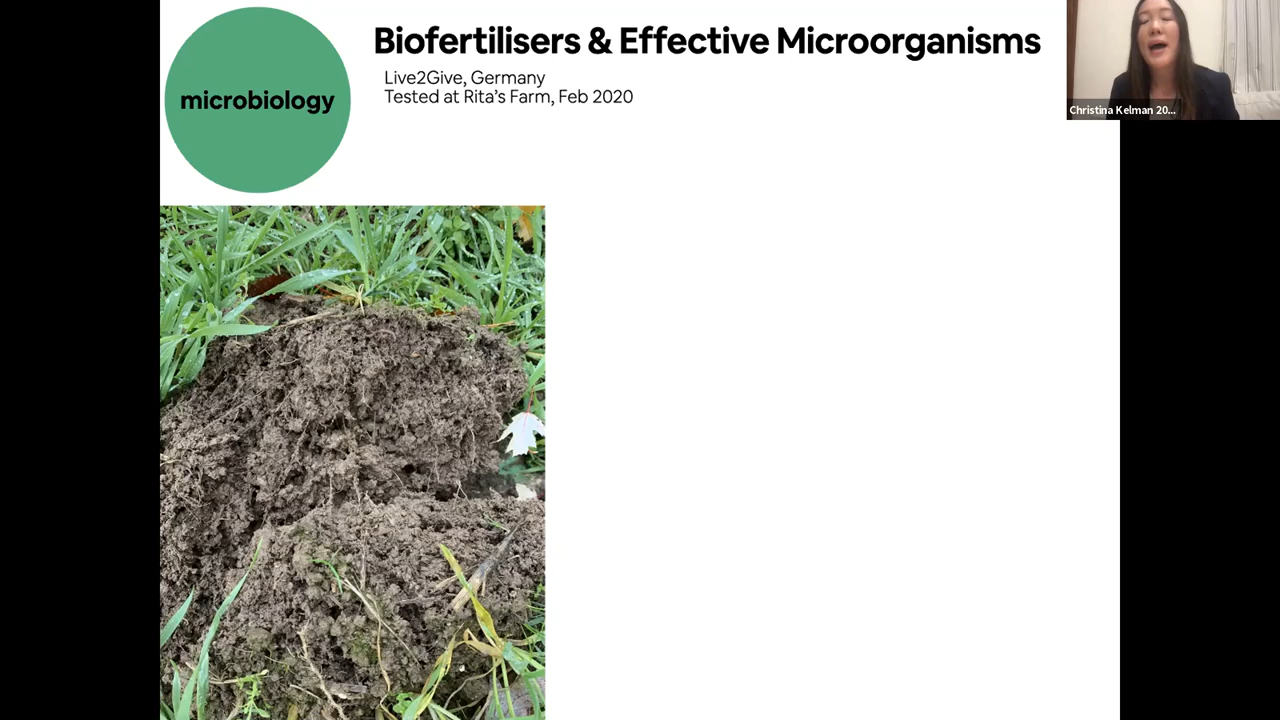 microbiology
Biofertilisers & Effective Microorganisms
Live2Give, Germany
Tested at Rita's Farm, Feb 2020
Christina Kelman 20...